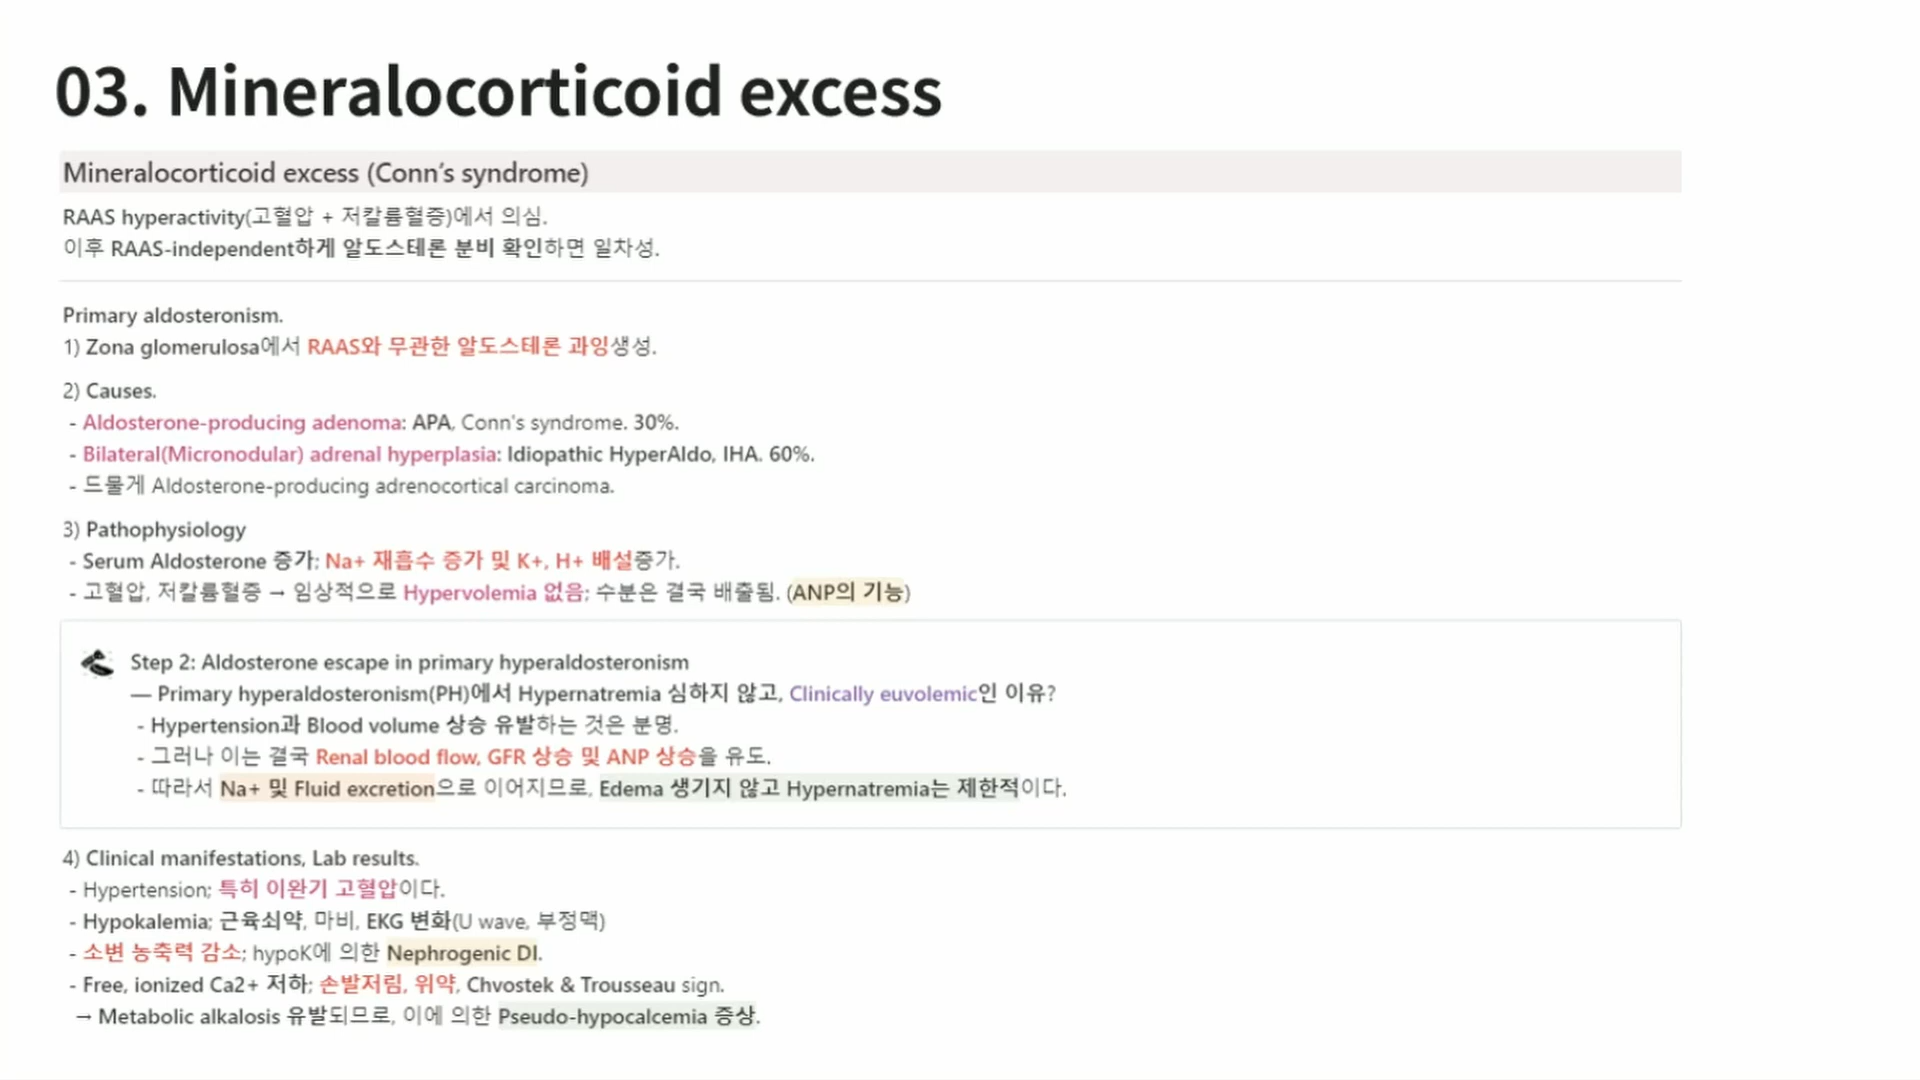 03. Mineralocorticoid excess
Mineralocorticoid excess (Conn's syndrome)
RAAS hyperactivity(고혈압 + 저칼륨혈증)에서 의심.
이후 RAAS-independent하게 알도스테론 분비 확인하면 일차성.
Primary aldosteronism.
1) Zona glomerulosa에서 RAAS와 무관한 알도스테론 과잉생성.
2) Causes.
- Aldosterone-producing adenoma: APA, Conn's syndrome. 30%.
- Bilateral(Micronodular) adrenal hyperplasia: Idiopathic HyperAldo, IHA. 60%.
- 드물게 Aldosterone-producing adrenocortical carcinoma.
3) Pathophysiology
- Serum Aldosterone 증가; Na+ 재흡수 증가 및 K+, H+ 배설증가.
- 고혈압, 저칼륨혈증 → 임상적으로 Hypervolemia 없음; 수분은 결국 배출됨. (ANP의 기능)
Step 2: Aldosterone escape in primary hyperaldosteronism
— Primary hyperaldosteronism(PH)에서 Hypernatremia 심하지 않고, Clinically euvolemic인 이유?
- Hypertension과 Blood volume 상승 유발하는 것은 분명.
- 그러나 이는 결국 Renal blood flow, GFR 상승 및 ANP 상승을 유도.
- 따라서 Na+ 및 Fluid excretion으로 이어지므로, Edema 생기지 않고 Hypernatremia는 제한적이다.
4) Clinical manifestations, Lab results.
- Hypertension; 특히 이완기 고혈압이다.
- Hypokalemia; 근육쇠약, 마비, EKG 변화(U wave, 부정맥)
- 소변 농축력 감소; hypoK에 의한 Nephrogenic DI.
- Free, ionized Ca2+ 저하; 손발저림, 위약, Chvostek & Trousseau sign.
→ Metabolic alkalosis 유발되므로, 이에 의한 Pseudo-hypocalcemia 증상.